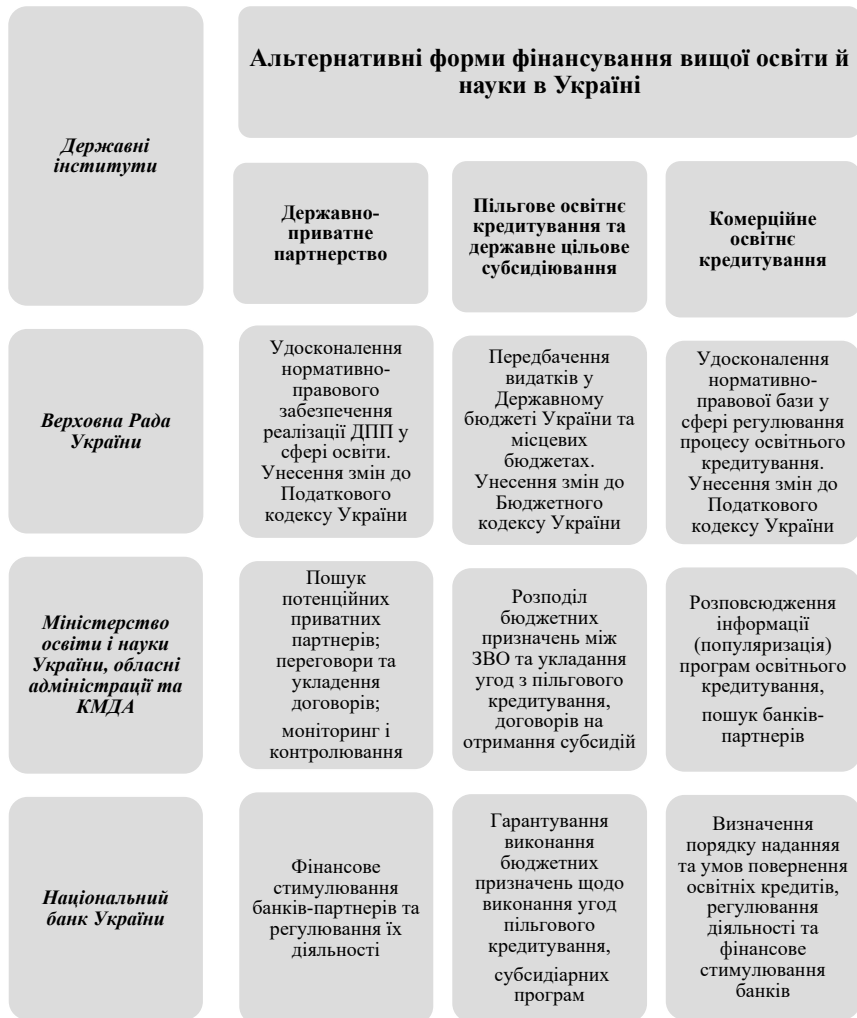 Державні
інститути
Альтернативні форми фінансування вищої освіти й
науки в Україні
Державно-
приватне
партнерство
Пільгове освітнє
кредитування та
державне цільове
субсидіювання
Комерційне
освітнє
кредитування
Верховна Рада
України
Удосконалення
нормативно-
правового
забезпечення
реалізації ДПП у
сфері освіти.
Унесення змін до
Податкового
кодексу України
Передбачення
видатків у
Державному
бюджеті України та
місцевих
бюджетах.
Унесення змін до
Бюджетного
кодексу України
Удосконалення
нормативно-
правової бази у
сфері регулювання
процесу освітнього
кредитування.
Унесення змін до
Податкового
кодексу України
Міністерство
освіти і науки
України, обласні
адміністрації та
КМДА
Пошук
потенційних
приватних
партнерів;
переговори та
укладення
договорів;
моніторинг і
контролювання
Розподіл
бюджетних
призначень між
ЗВО та укладання
угод з пільгового
кредитування,
договорів на
отримання субсидій
Розповсюдження
інформації
(популяризація)
програм освітнього
кредитування,
пошук банків-
партнерів
Національний
банк України
Фінансове
стимулювання
банків-партнерів та
регулювання їх
діяльності
Гарантування
виконання
бюджетних
призначень щодо
виконання угод
пільгового
кредитування,
субсидіарних
програм
Визначення
порядку надання
та умов повернення
освітніх кредитів,
регулювання
діяльності та
фінансове
стимулювання
банків